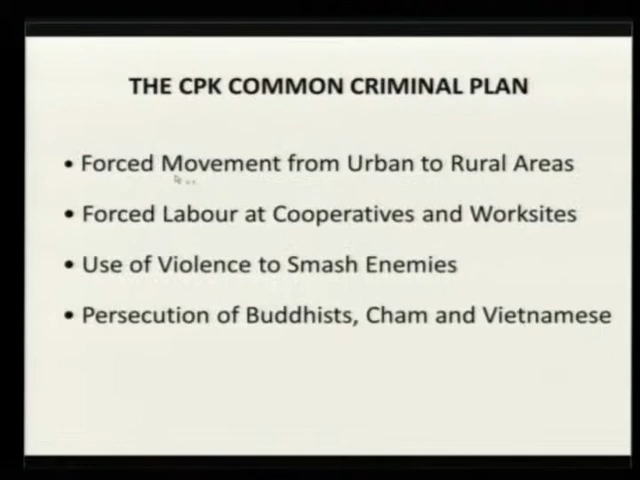 THE CPK COMMON CRIMINAL PLAN
• Forced Movement from Urban to Rural Areas
• Forced Labour at Cooperatives and Worksites
• Use of Violence to Smash Enemies
• Persecution of Buddhists, Cham and Vietnamese